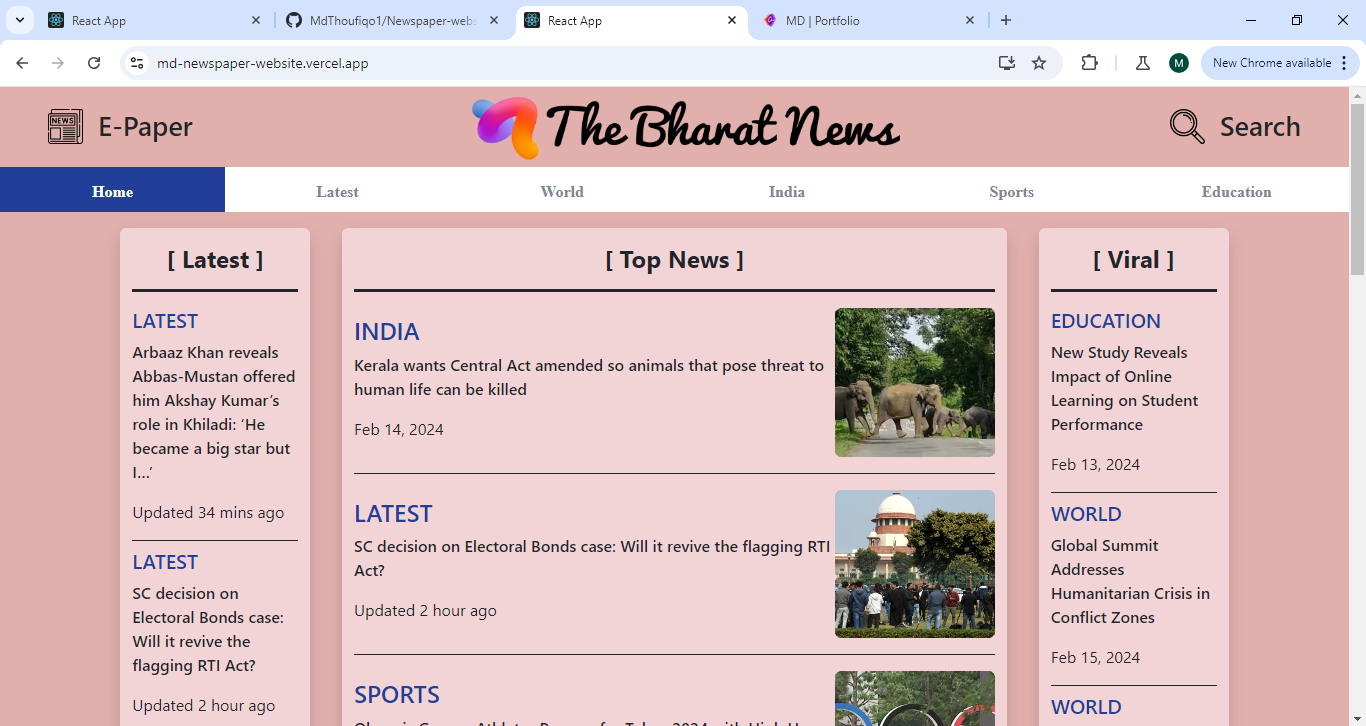 React App
MdThoufiqo1/Newspaper-webs
React App
MD | Portfolio
md-newspaper-website.vercel.app
M
New Chrome available
NEWS
E-Paper
The Bharat News
Search
Home
Latest
World
India
Sports
Education
[ Latest ]
LATEST
Arbaaz Khan reveals
Abbas-Mustan offered
him Akshay Kumar’s
role in Khiladi: ‘He
became a big star but
I…’
Updated 34 mins ago
LATEST
SC decision on
Electoral Bonds case:
Will it revive the
flagging RTI Act?
Updated 2 hour ago
[ Top News ]
INDIA
Kerala wants Central Act amended so animals that pose threat to
human life can be killed
Feb 14, 2024
LATEST
SC decision on Electoral Bonds case: Will it revive the flagging RTI
Act?
Updated 2 hour ago
SPORTS
[ Viral ]
EDUCATION
New Study Reveals
Impact of Online
Learning on Student
Performance
Feb 13, 2024
WORLD
Global Summit
Addresses
Humanitarian Crisis in
Conflict Zones
Feb 15, 2024
WORLD